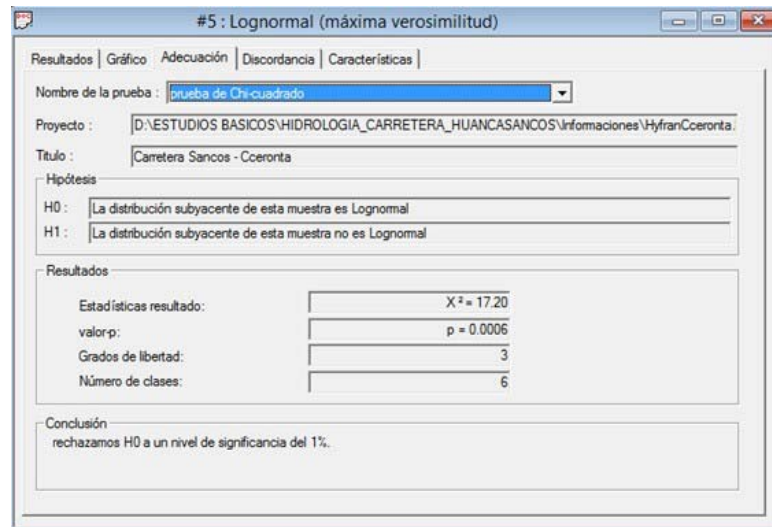 #5 : Lognormal (máxima verosimilitud)
Resultados Gráfico Adecuación Discordancia Características
Nombre de la prueba : prueba de Chi-cuadrado
Proyecto : D:\ESTUDIOS BASICOS\HIDROLOGIA_CARRETERA_HUANCASANCOS\Informaciones\HyfranCceronta.
Título : Carretera Sancos - Cceronta
Hipótesis
H0 : La distribución subyacente de esta muestra es Lognormal
H1 : La distribución subyacente de esta muestra no es Lognormal
Resultados
Estadísticas resultado: X² = 17.20
valor-p: p = 0.0006
Grados de libertad: 3
Número de clases: 6
Conclusión
rechazamos H0 a un nivel de significancia del 1%.